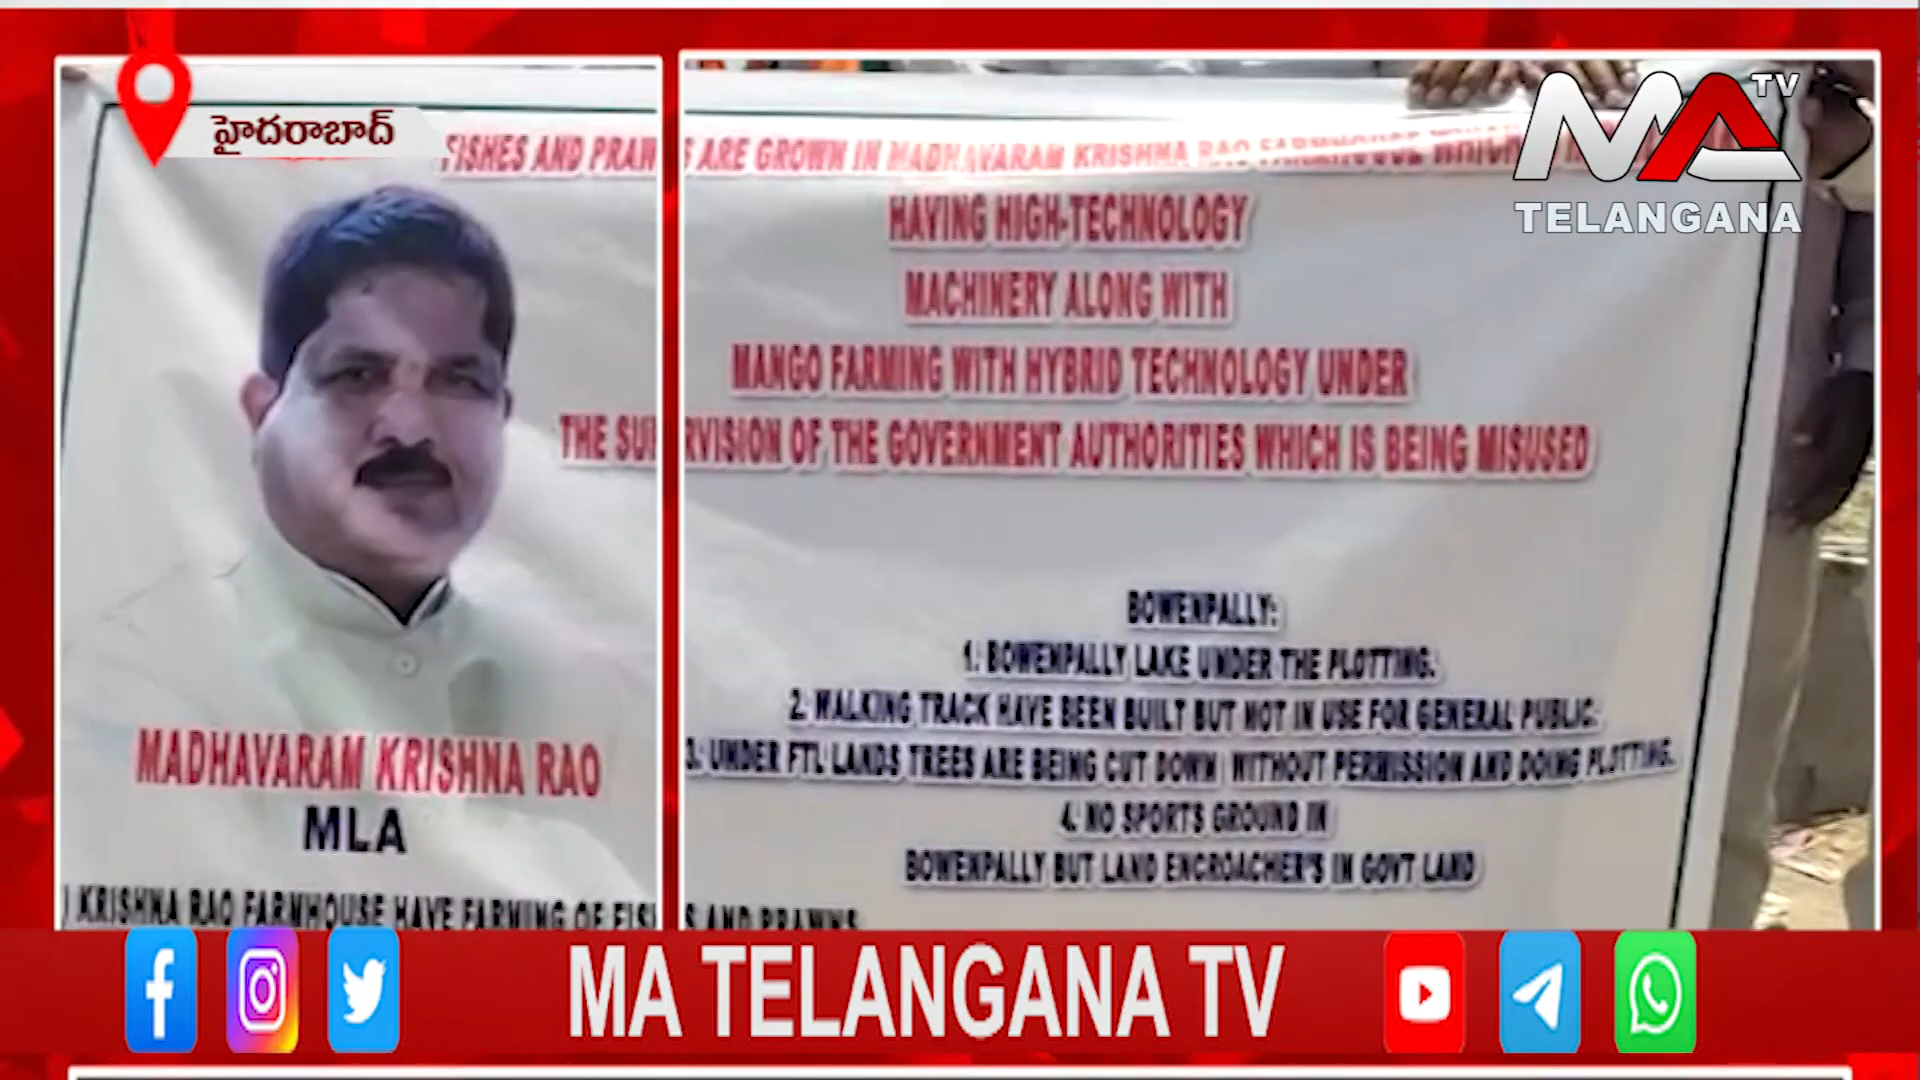 హైదరాబాద్
MA TV
TELANGANA
FISHES AND PRAWNS ARE GROWN IN MADHAVARAM KRISHNA RAO FARMHOUSE WHICH
HAVING HIGH-TECHNOLOGY
MACHINERY ALONG WITH
MANGO FARMING WITH HYBRID TECHNOLOGY UNDER
THE SUPERVISION OF THE GOVERNMENT AUTHORITIES WHICH IS BEING MISUSED
BOWENPALLY:
1. BOWENPALLY LAKE UNDER THE PLOTTING.
2. WALKING TRACK HAVE BEEN BUILT BUT NOT IN USE FOR GENERAL PUBLIC.
3. UNDER FTL LANDS TREES ARE BEING CUT DOWN WITHOUT PERMISSION AND DOING PLOTTING.
4. NO SPORTS GROUND IN
BOWENPALLY BUT LAND ENCROACHER'S IN GOVT LAND
MADHAVARAM KRISHNA RAO
MLA
KRISHNA RAO FARMHOUSE HAVE FARMING OF FISHES AND PRAWNS
MA TELANGANA TV